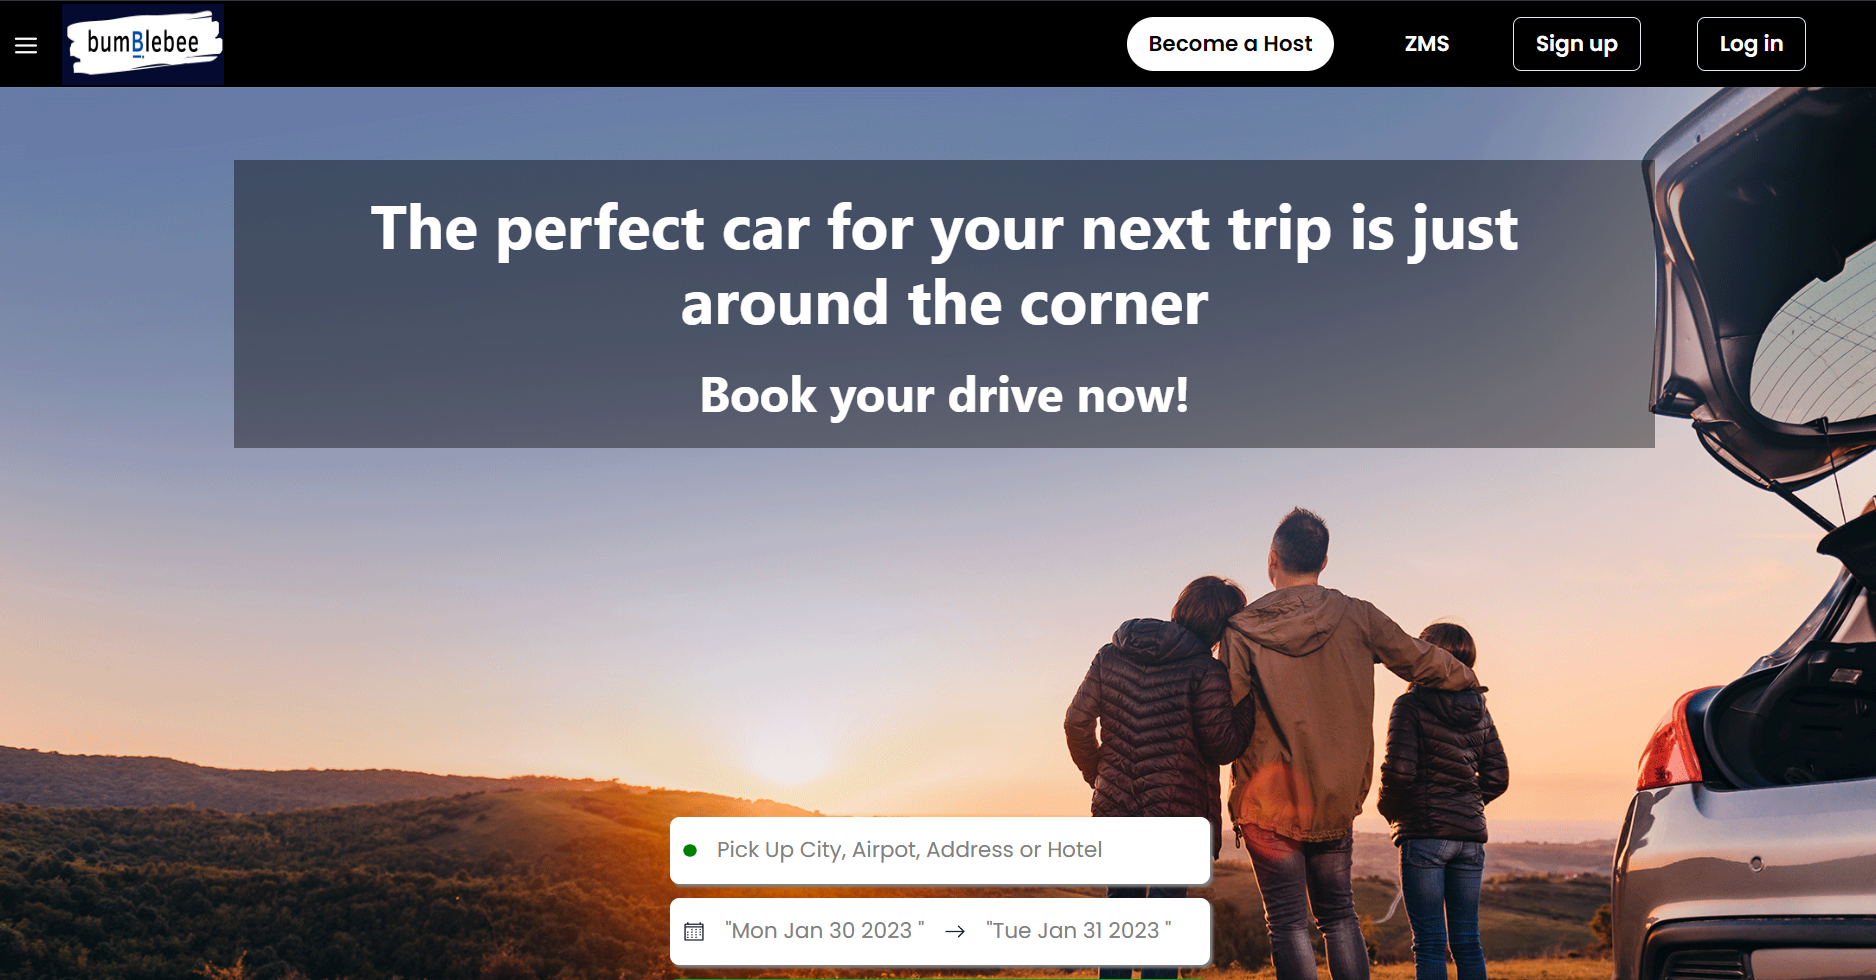 bumBlebee
Become a Host
ZMS
Sign up
Log in
The perfect car for your next trip is just
around the corner
Book your drive now!
Pick Up City, Airpot, Address or Hotel
"Mon Jan 30 2023 " → "Tue Jan 31 2023 "